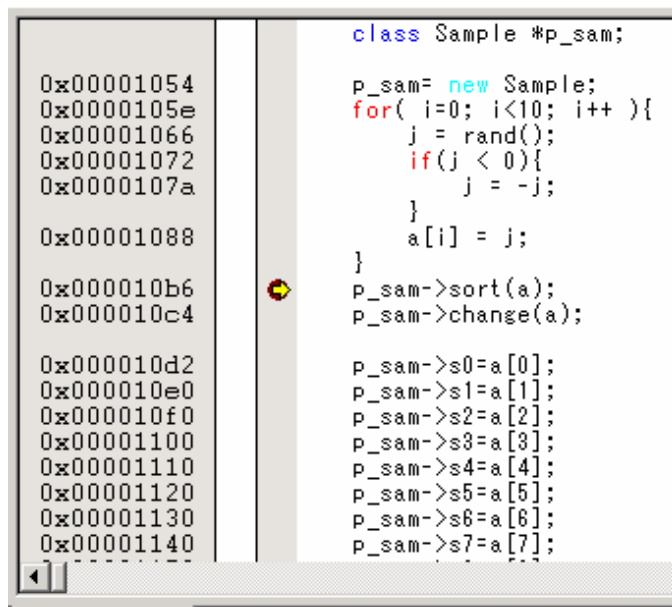 class Sample *p_sam;
0x00001054 p_sam= new Sample;
0x0000105e for( i=0; i<10; i++ ){
0x00001066 j = rand();
0x00001072 if(j < 0){
0x0000107a j = -j;
}
0x00001088 a[i] = j;
}
0x000010b6 p_sam->sort(a);
0x000010c4 p_sam->change(a);
0x000010d2 p_sam->s0=a[0];
0x000010e0 p_sam->s1=a[1];
0x000010f0 p_sam->s2=a[2];
0x00001100 p_sam->s3=a[3];
0x00001110 p_sam->s4=a[4];
0x00001120 p_sam->s5=a[5];
0x00001130 p_sam->s6=a[6];
0x00001140 p_sam->s7=a[7];